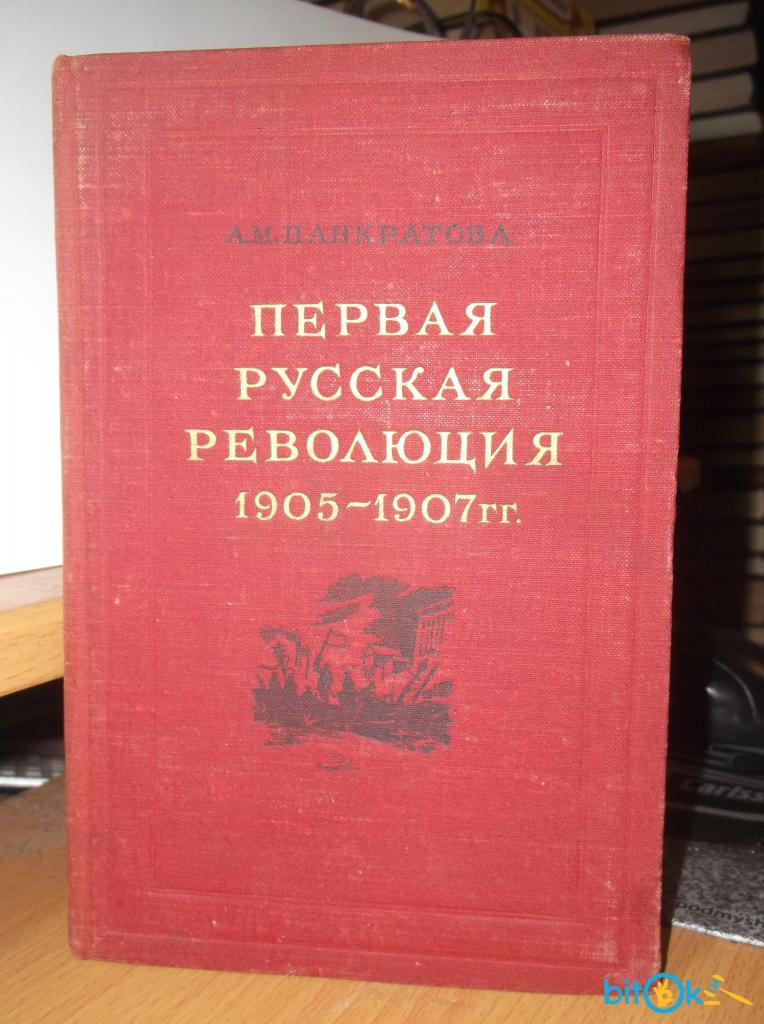 А.М.ПАНКРАТОВА
ПЕРВАЯ
РУССКАЯ
РЕВОЛЮЦИЯ
1905-1907гг.
bitOk